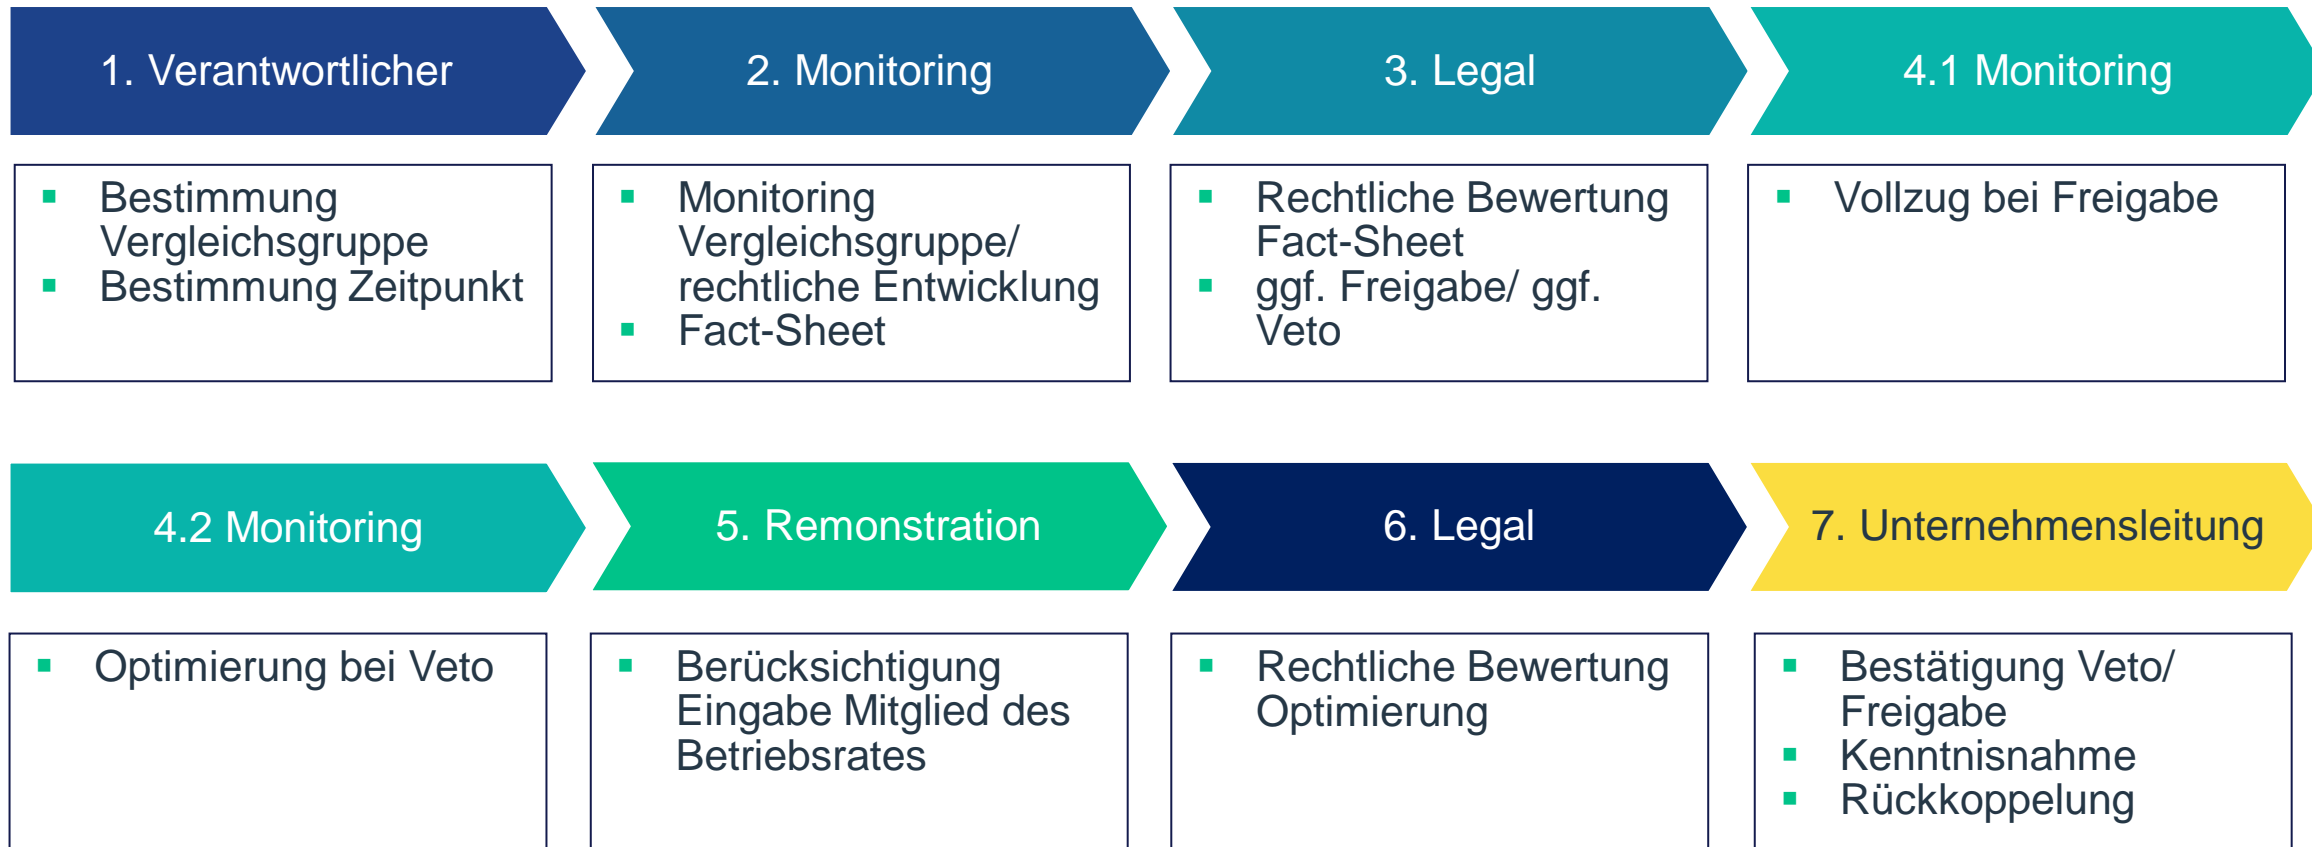 1. Verantwortlicher
2. Monitoring
3. Legal
4.1 Monitoring
▪ Bestimmung
Vergleichsgruppe
▪ Bestimmung Zeitpunkt
▪ Monitoring
Vergleichsgruppe/
rechtliche Entwicklung
▪ Fact-Sheet
▪ Rechtliche Bewertung
Fact-Sheet
▪ ggf. Freigabe/ ggf.
Veto
▪ Vollzug bei Freigabe
4.2 Monitoring
5. Remonstration
6. Legal
7. Unternehmensleitung
▪ Optimierung bei Veto
▪ Berücksichtigung
Eingabe Mitglied des
Betriebsrates
▪ Rechtliche Bewertung
Optimierung
▪ Bestätigung Veto/
Freigabe
▪ Kenntnisnahme
▪ Rückkoppelung